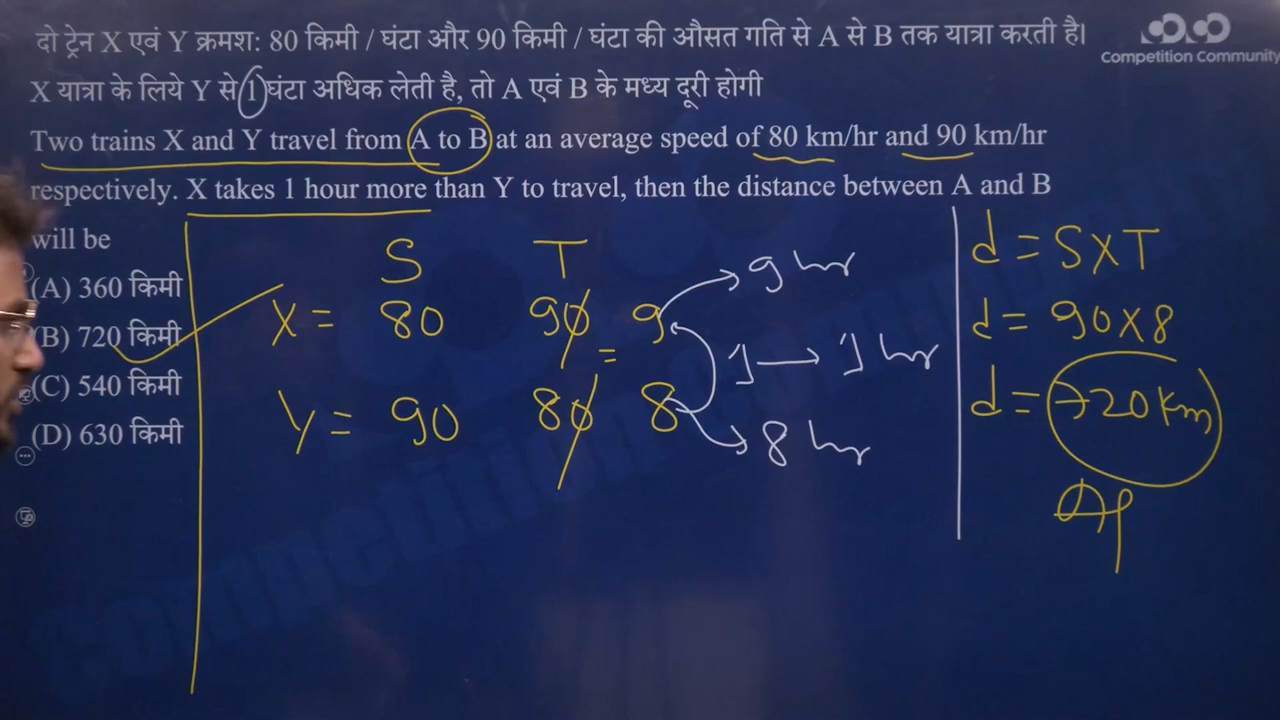 दो ट्रेन X एवं Y क्रमश: 80 किमी / घंटा और 90 किमी / घंटा की औसत गति से A से B तक यात्रा करती है।
X यात्रा के लिये Y से 1 घंटा अधिक लेती है, तो A एवं B के मध्य दूरी होगी
Competition Community
Two trains X and Y travel from A to B at an average speed of 80 km/hr and 90 km/hr
respectively. X takes 1 hour more than Y to travel, then the distance between A and B
will be
(A) 360 किमी
(B) 720 किमी
(C) 540 किमी
(D) 630 किमी
S T
X = 80 90 = 9 → 9 hr
1 → 1 hr
Y = 90 80 8 → 8 hr
d = S X T
d = 90 X 8
d = 720 Km